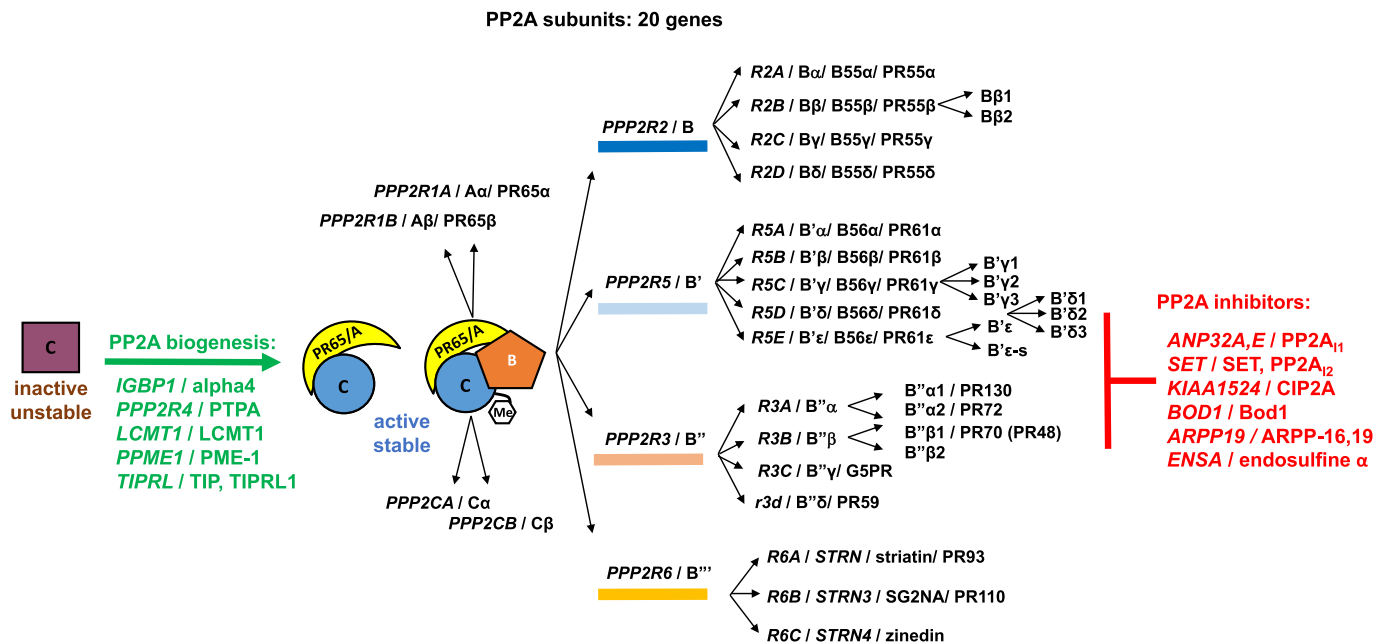 PP2A subunits: 20 genes
C
inactive
unstable
PP2A biogenesis:
IGBP1 / alpha4
PPP2R4 / PTPA
LCMT1 / LCMT1
PPME1 / PME-1
TIPRL / TIP, TIPRL1
PR65/A
C
active
stable
PPP2R1A / Aα/ PR65α
PPP2R1B / Aβ/ PR65β
PR65/A
B
C
Me
PPP2CA / Cα
PPP2CB / Cβ
PPP2R2 / B
R2A / Bα/ B55α/ PR55α
R2B / Bβ/ B55β/ PR55β
Bβ1
Bβ2
R2C / Bγ/ B55γ/ PR55γ
R2D / Bδ/ B55δ/ PR55δ
PPP2R5 / B'
R5A / B'α/ B56α/ PR61α
R5B / B'β/ B56β/ PR61β
R5C / B'γ/ B56γ/ PR61γ
B'γ1
B'γ2
B'γ3
R5D / B'δ/ B56δ/ PR61δ
B'δ1
B'δ2
B'δ3
R5E / B'ε/ B56ε/ PR61ε
B'ε
B'ε-s
PPP2R3 / B"
R3A / B"α
B"α1 / PR130
B"α2 / PR72
R3B / B"β
B"β1 / PR70 (PR48)
B"β2
R3C / B"γ/ G5PR
r3d / B"δ/ PR59
PPP2R6 / B"'
R6A / STRN / striatin/ PR93
R6B / STRN3 / SG2NA/ PR110
R6C / STRN4 / zinedin
PP2A inhibitors:
ANP32A,E / PP2AI1
SET / SET, PP2AI2
KIAA1524 / CIP2A
BOD1 / Bod1
ARPP19 / ARPP-16,19
ENSA / endosulfine α